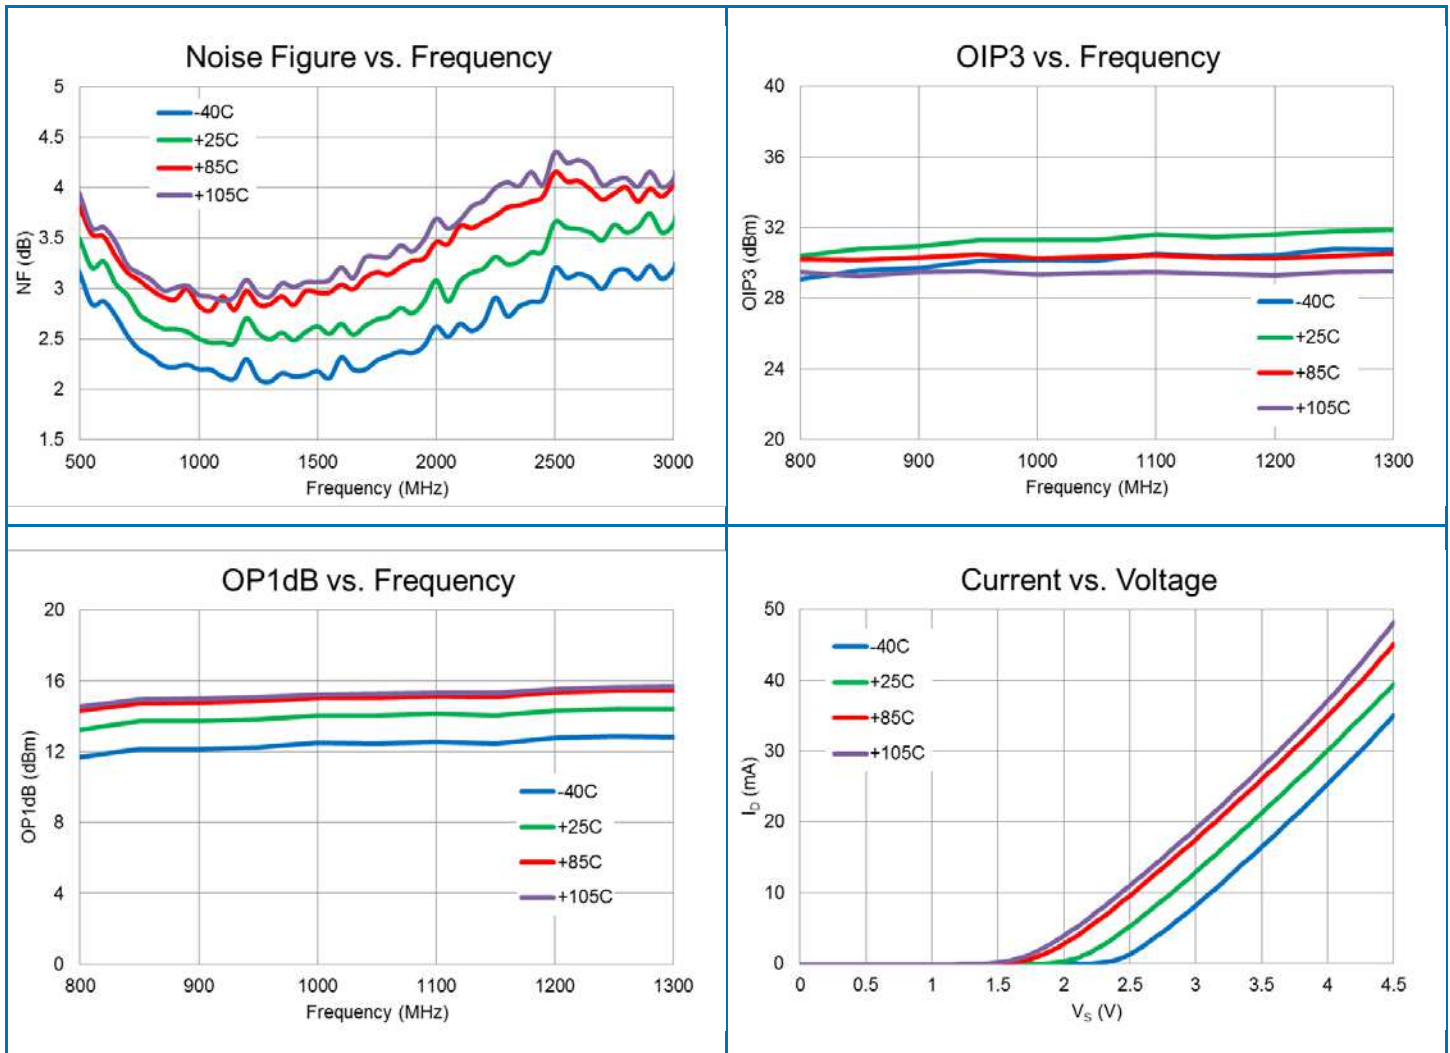 Noise Figure vs. Frequency
5
4.5
4
3.5
3
2.5
2
1.5
NF (dB)
-40C
+25C
+85C
+105C
500 1000 1500 2000 2500 3000
Frequency (MHz)
OIP3 vs. Frequency
40
36
32
28
24
20
OIP3 (dBm)
-40C
+25C
+85C
+105C
800 900 1000 1100 1200 1300
Frequency (MHz)
OP1dB vs. Frequency
20
16
12
8
4
0
OP1dB (dBm)
-40C
+25C
+85C
+105C
800 900 1000 1100 1200 1300
Frequency (MHz)
Current vs. Voltage
50
40
30
20
10
0
I_D (mA)
-40C
+25C
+85C
+105C
0 0.5 1 1.5 2 2.5 3 3.5 4 4.5
V_S (V)